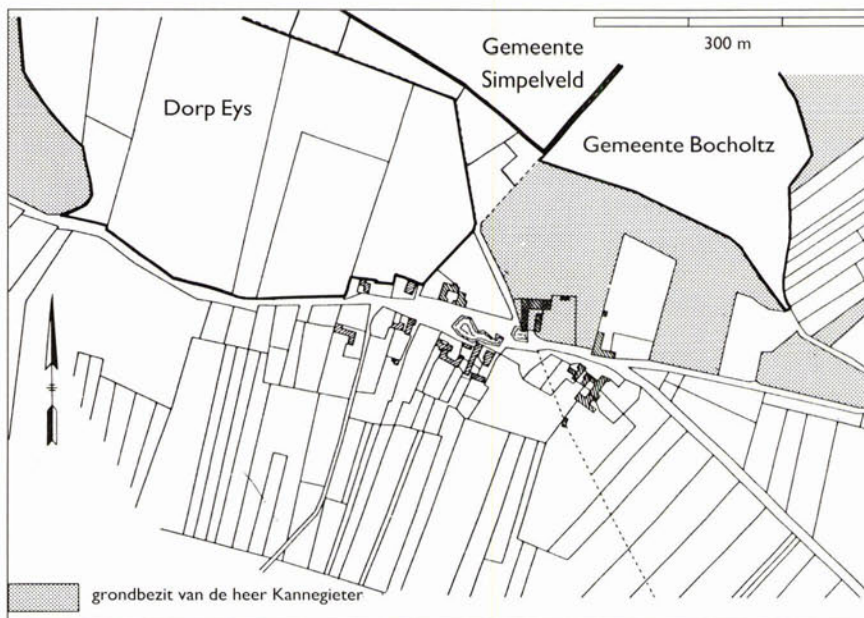 Gemeente
Simpelveld
300 m
Dorp Eys
Gemeente Bocholtz
grondbezit van de heer Kannegieter